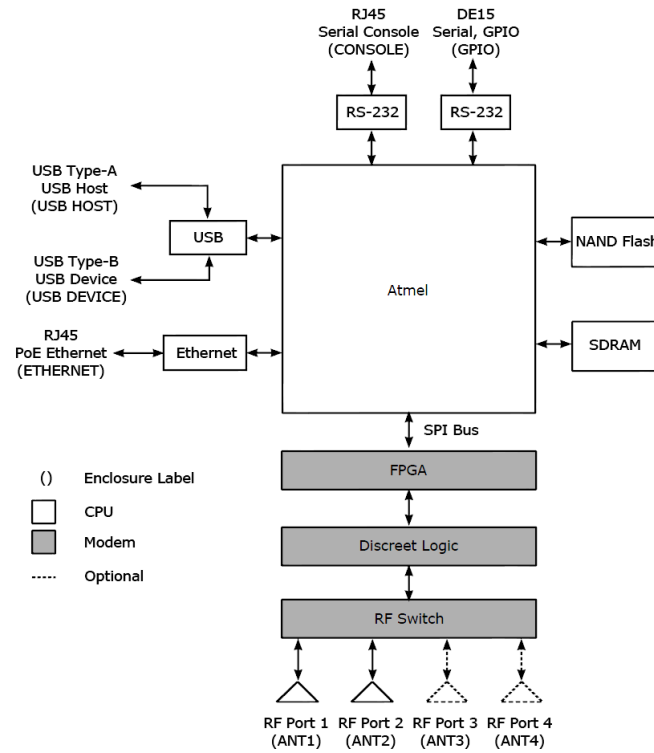 RJ45
Serial Console
(CONSOLE)
DE15
Serial, GPIO
(GPIO)
RS-232
RS-232
USB Type-A
USB Host
(USB HOST)
USB
USB Type-B
USB Device
(USB DEVICE)
RJ45
PoE Ethernet
(ETHERNET)
Ethernet
Atmel
NAND Flash
SDRAM
SPI Bus
FPGA
Discreet Logic
RF Switch
() Enclosure Label
CPU
Modem
Optional
RF Port 1
(ANT1)
RF Port 2
(ANT2)
RF Port 3
(ANT3)
RF Port 4
(ANT4)